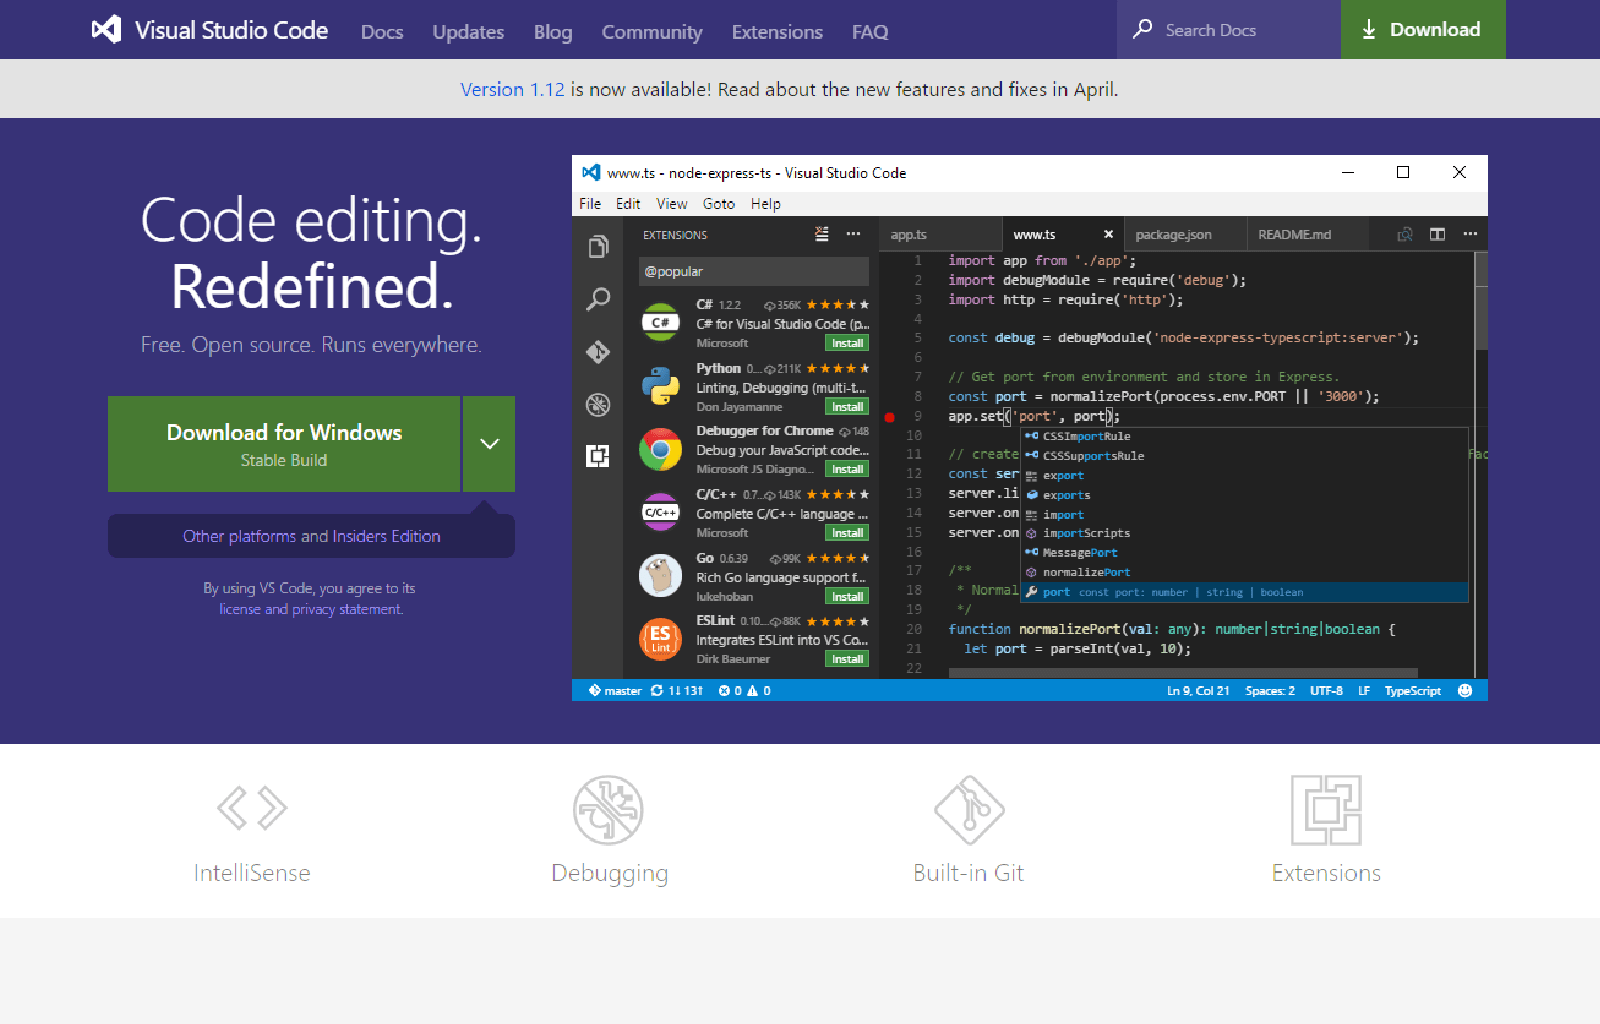 Visual Studio Code
Docs
Updates
Blog
Community
Extensions
FAQ
Search Docs
Download
Version 1.12 is now available! Read about the new features and fixes in April.
Code editing.
Redefined.
Free. Open source. Runs everywhere.
Download for Windows
Stable Build
Other platforms and Insiders Edition
By using VS Code, you agree to its
license and privacy statement.
www.ts - node-express-ts - Visual Studio Code
File Edit View Goto Help
EXTENSIONS
@popular
C# 1.2.2 356K
C# for Visual Studio Code (p...
Microsoft
Install
Python 0... 211K
Linting, Debugging (multi-t...
Don Jayamanne
Install
Debugger for Chrome 148
Debug your JavaScript code...
Microsoft JS Diagno...
Install
C/C++ 0.7... 143K
Complete C/C++ language ...
Microsoft
Install
Go 0.6.39 99K
Rich Go language support f...
lukehoban
Install
ESLint 0.10... 88K
Integrates ESLint into VS Co...
Dirk Baeumer
Install
C#
C/C++
ES
Lint
app.ts
www.ts
package.json
README.md
1 import app from './app';
2 import debugModule = require('debug');
3 import http = require('http');
4
5 const debug = debugModule('node-express-typescript:server');
6
7 // Get port from environment and store in Express.
8 const port = normalizePort(process.env.PORT || '3000');
9 app.set('port', port);
10
11 // create
12 const ser
13 server.li
14 server.on
15 server.on
16
17 /**
18 * Normal
19 */
20 function normalizePort(val: any): number|string|boolean {
21 let port = parseInt(val, 10);
22
CSSImportRule
CSSSupportsRule
export
exports
import
importScripts
MessagePort
normalizePort
port const port: number | string | boolean
master 1↓ 13↑ 0 0
Ln 9, Col 21 Spaces: 2 UTF-8 LF TypeScript
IntelliSense
Debugging
Built-in Git
Extensions